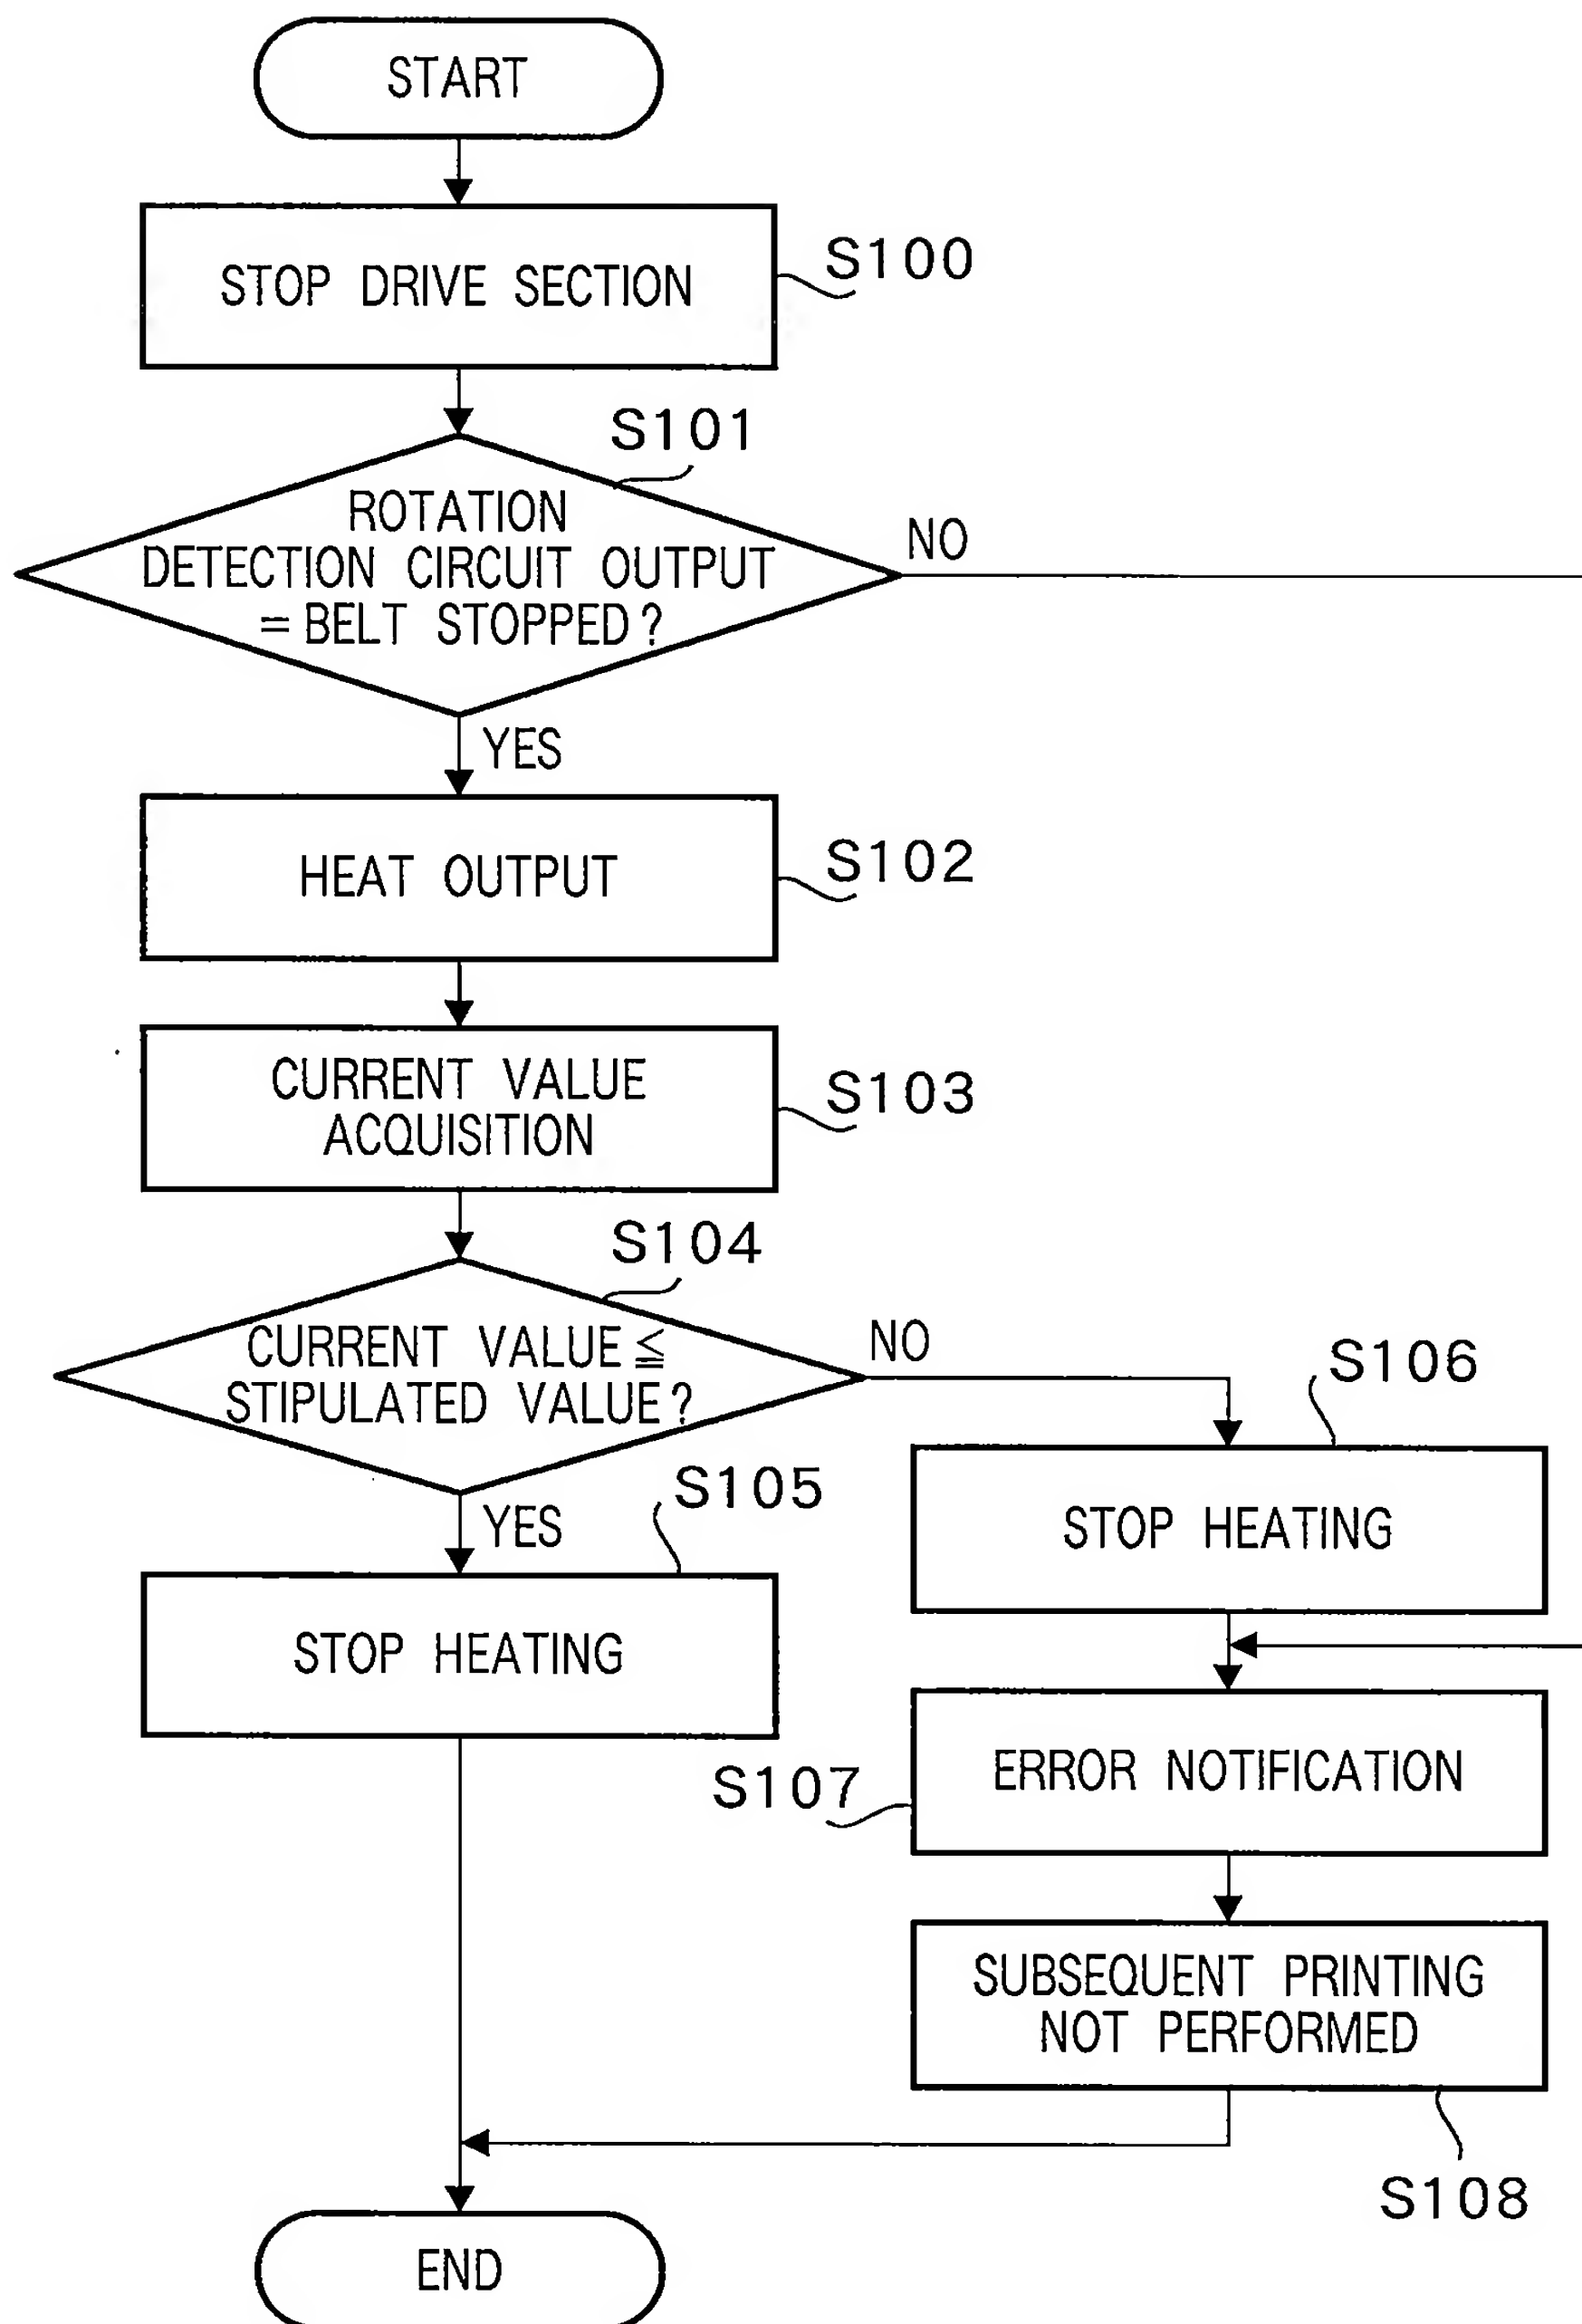 START
STOP DRIVE SECTION
S100
S101
ROTATION
DETECTION CIRCUIT OUTPUT
= BELT STOPPED?
NO
YES
HEAT OUTPUT
S102
CURRENT VALUE
ACQUISITION
S103
S104
CURRENT VALUE ≦
STIPULATED VALUE?
NO
YES
S105
STOP HEATING
S106
STOP HEATING
S107
ERROR NOTIFICATION
SUBSEQUENT PRINTING
NOT PERFORMED
S108
END